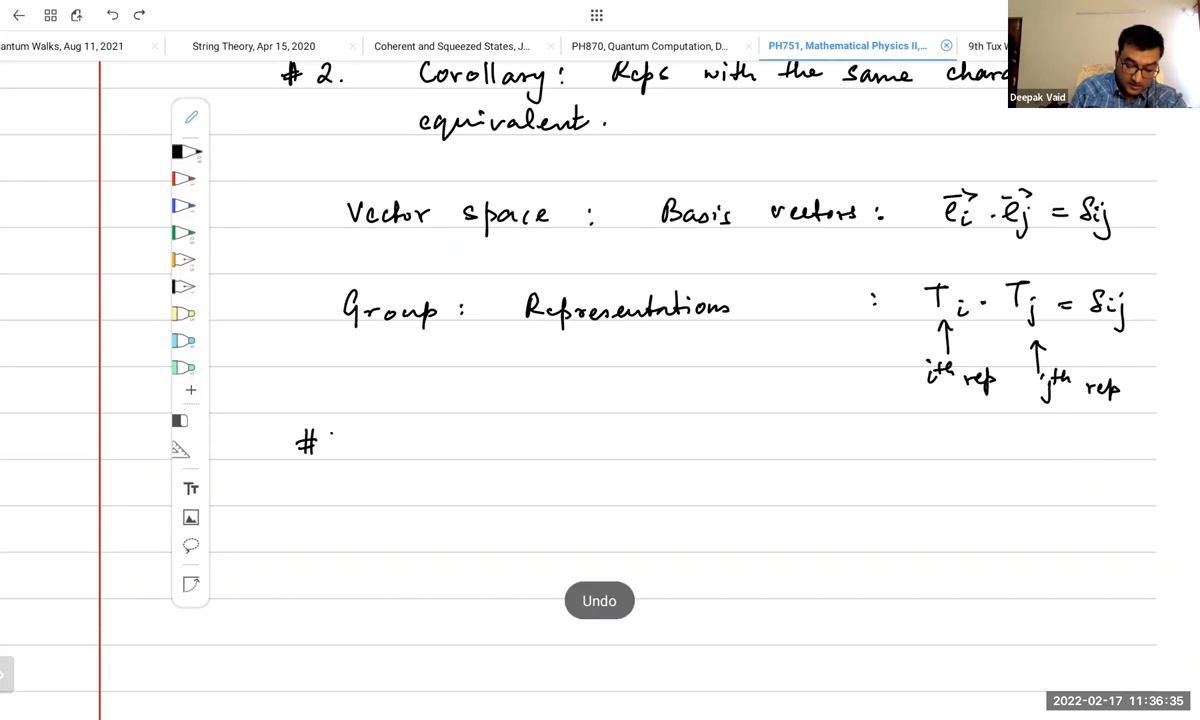 antum Walks, Aug 11, 2021 String Theory, Apr 15, 2020 Coherent and Squeezed States, J... PH870, Quantum Computation, D... PH751, Mathematical Physics II,... 9th Tux W
Deepak Vaid
# 2. Corollary: Reps with the same chara
equivalent.
Vector space : Basis vectors : e⃗i . e⃗j = δij
Group : Representations : Ti . Tj = δij
ith rep jth rep
#
Tт
Undo
2022-02-17 11:36:35